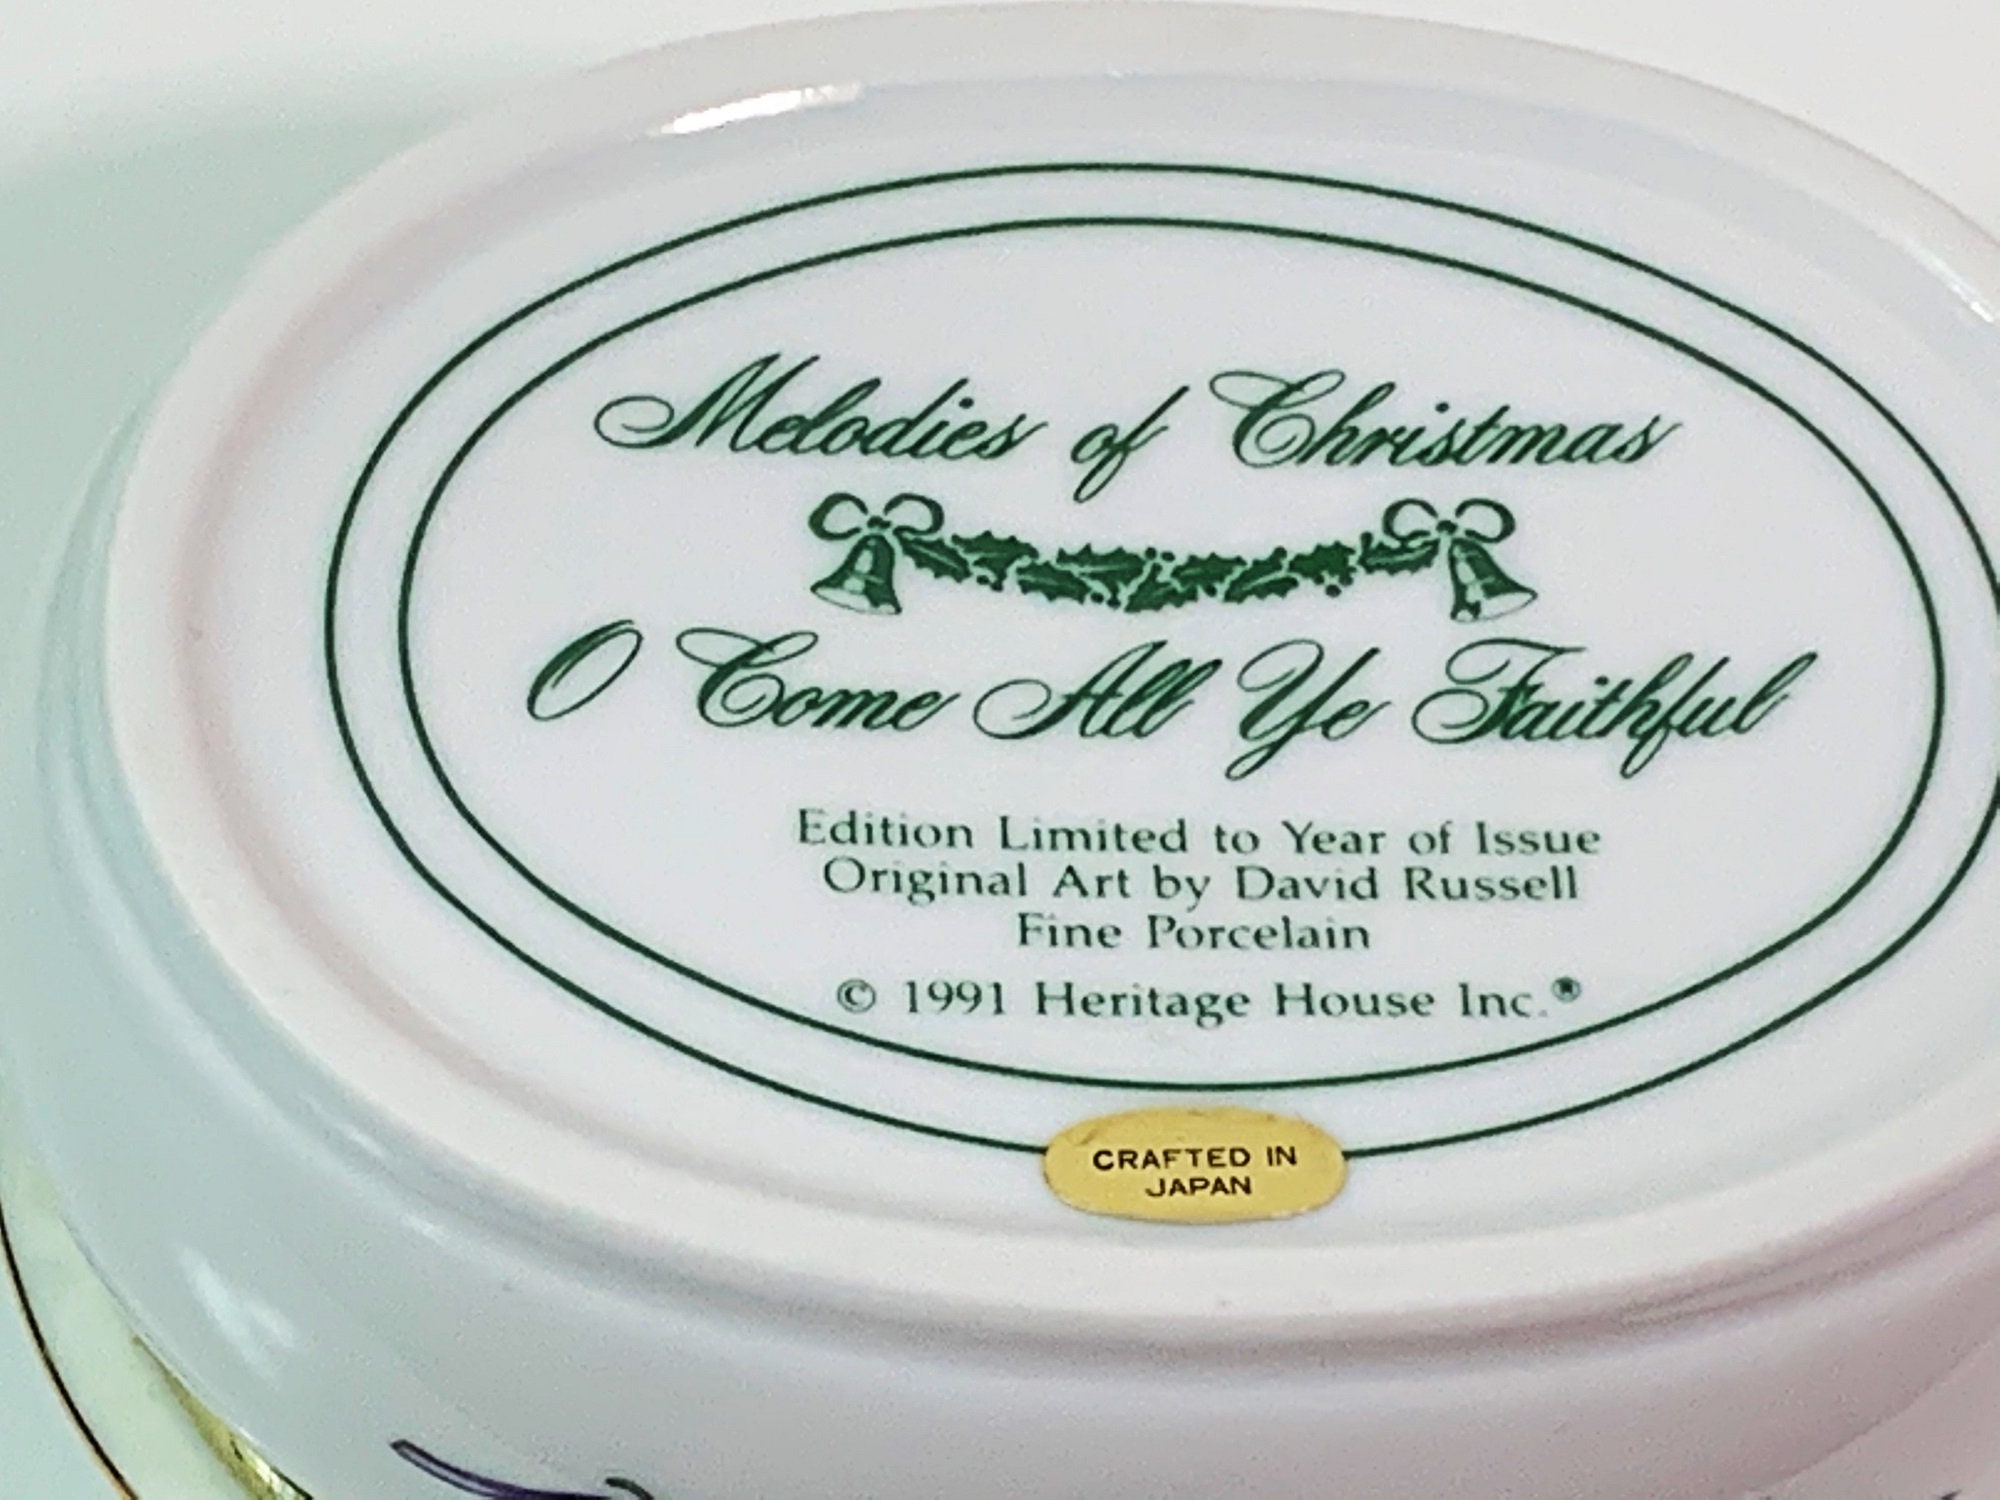 Melodies of Christmas
O Come All Ye Faithful
Edition Limited to Year of Issue
Original Art by David Russell
Fine Porcelain
© 1991 Heritage House Inc.®
CRAFTED IN
JAPAN